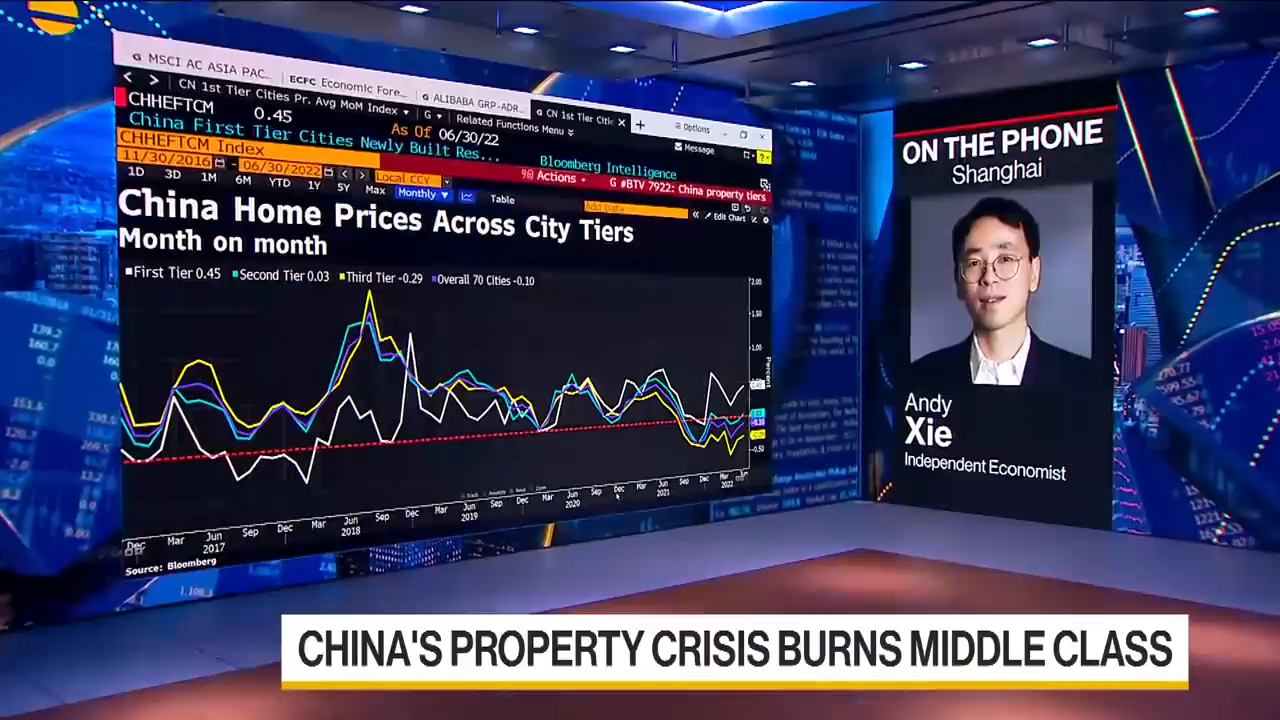 G MSCI AC ASIA PAC...
ECFC Economic Fore...
G ALIBABA GRP-ADR...
G CN 1st Tier Citie
Options
CN 1st Tier Cities Pr. Avg MoM Index
G
Related Functions Menu
Message
CHHEFTCM 0.45
As Of 06/30/22
China First Tier Cities Newly Built Res...
Bloomberg Intelligence
CHHEFTCM Index
96) Actions
G #BTV 7922: China property tiers
11/30/2016 - 06/30/2022
Local CCY
1D 3D 1M 6M YTD 1Y 5Y Max Monthly Table
Add Data
Edit Chart
China Home Prices Across City Tiers
Month on month
First Tier 0.45 Second Tier 0.03 Third Tier -0.29 Overall 70 Cities -0.10
2.00
1.50
1.00
-0.50
Percent
Dec Mar Jun Sep Dec Mar Jun Sep Dec Mar Jun Sep Dec Mar Jun Sep Dec Mar Jun Sep Dec Mar
2017 2018 2019 2020 2021 2022
Source: Bloomberg
ON THE PHONE
Shanghai
Andy
Xie
Independent Economist
CHINA'S PROPERTY CRISIS BURNS MIDDLE CLASS